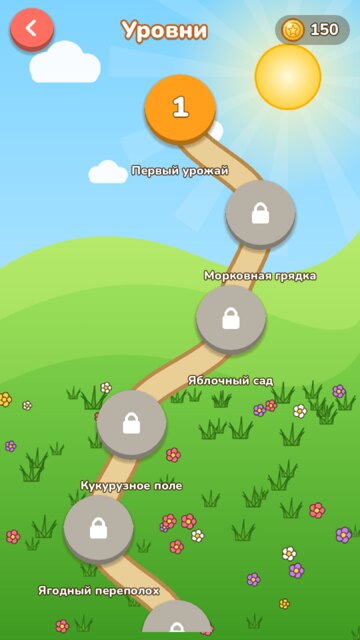 Уровни
150
1
Первый урожай
Морковная грядка
Яблочный сад
Кукурузное поле
Ягодный переполох